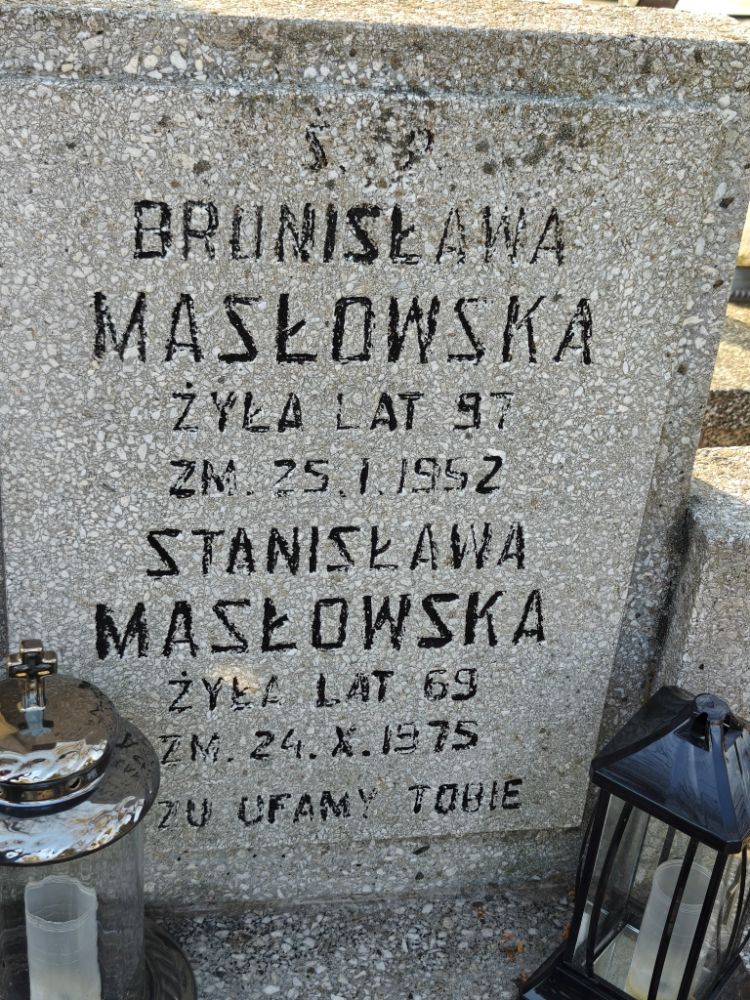 Ś. P.
BRUNISŁAWA
MASŁOWSKA
ŻYŁA LAT 97
ZM. 25. I. 1952
STANISŁAWA
MASŁOWSKA
ŻYŁA LAT 69
ZM. 24. X. 1975
ZU UFAMY TOBIE